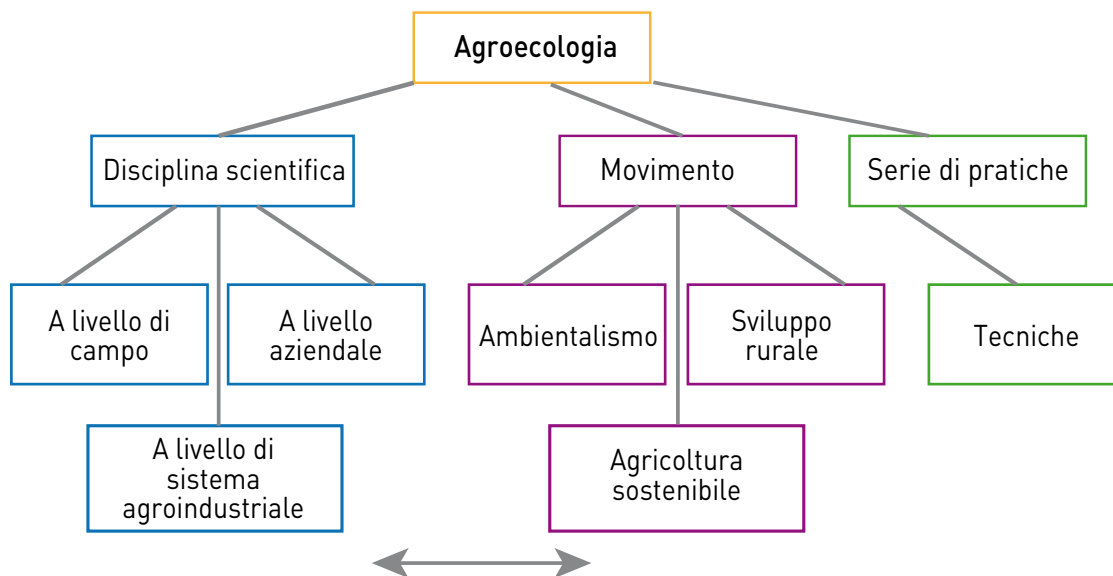 Agroecologia
Disciplina scientifica
Movimento
Serie di pratiche
A livello di
campo
A livello
aziendale
Ambientalismo
Sviluppo
rurale
Tecniche
A livello di
sistema
agroindustriale
Agricoltura
sostenibile